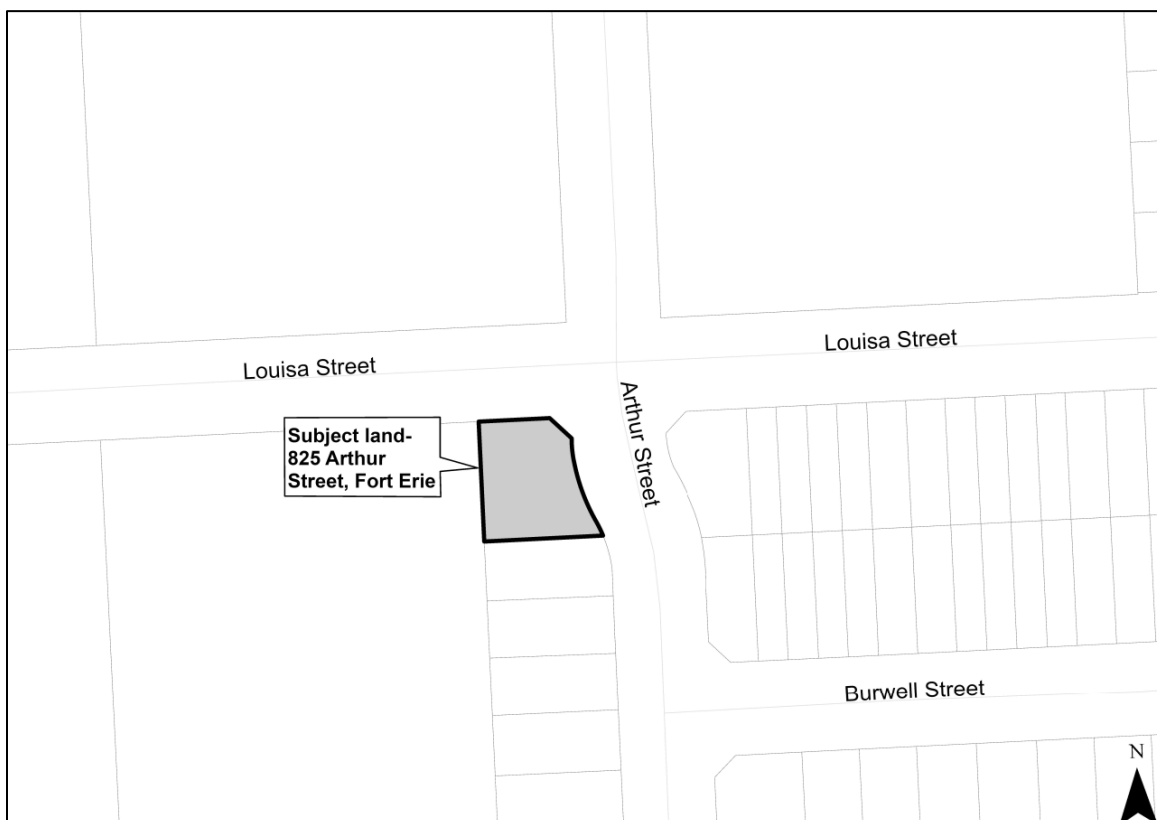 Louisa Street
Louisa Street
Arthur Street
Subject land-
825 Arthur
Street, Fort Erie
Burwell Street
N